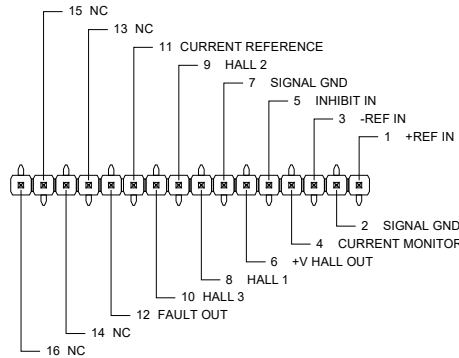 15 NC
13 NC
11 CURRENT REFERENCE
9 HALL 2
7 SIGNAL GND
5 INHIBIT IN
3 -REF IN
1 +REF IN
2 SIGNAL GND
4 CURRENT MONITOR
6 +V HALL OUT
8 HALL 1
10 HALL 3
12 FAULT OUT
14 NC
16 NC